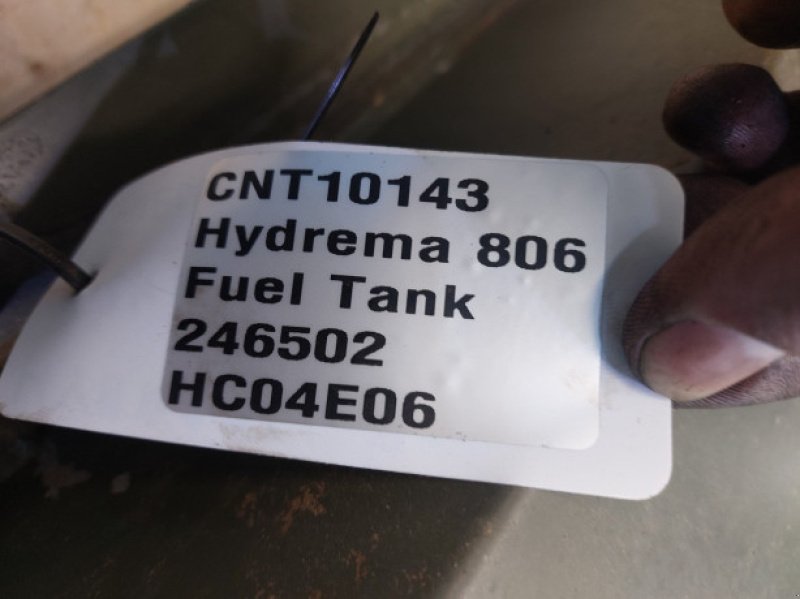 CNT10143
Hydrema 806
Fuel Tank
246502
HC04E06